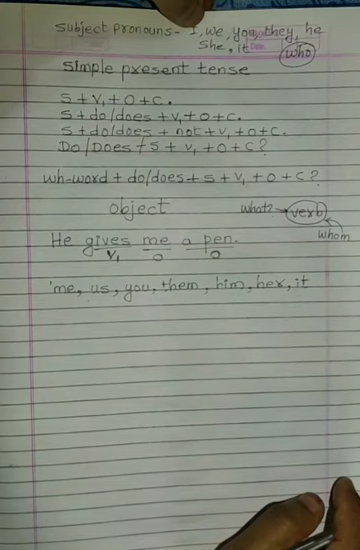 Subject pronouns- I, we, you, they, he
She, it who
Simple present tense
S + V₁ + O + C.
S + do/does + V₁ + O + C.
S + do/does + not + V₁ + O + C.
Do/Does + S + V₁ + O + C?
Wh-word + do/does + S + V₁ + O + C?
Object what? → verb
whom
He gives me a pen.
V₁ O O
'me, us, you, them, him, her, it